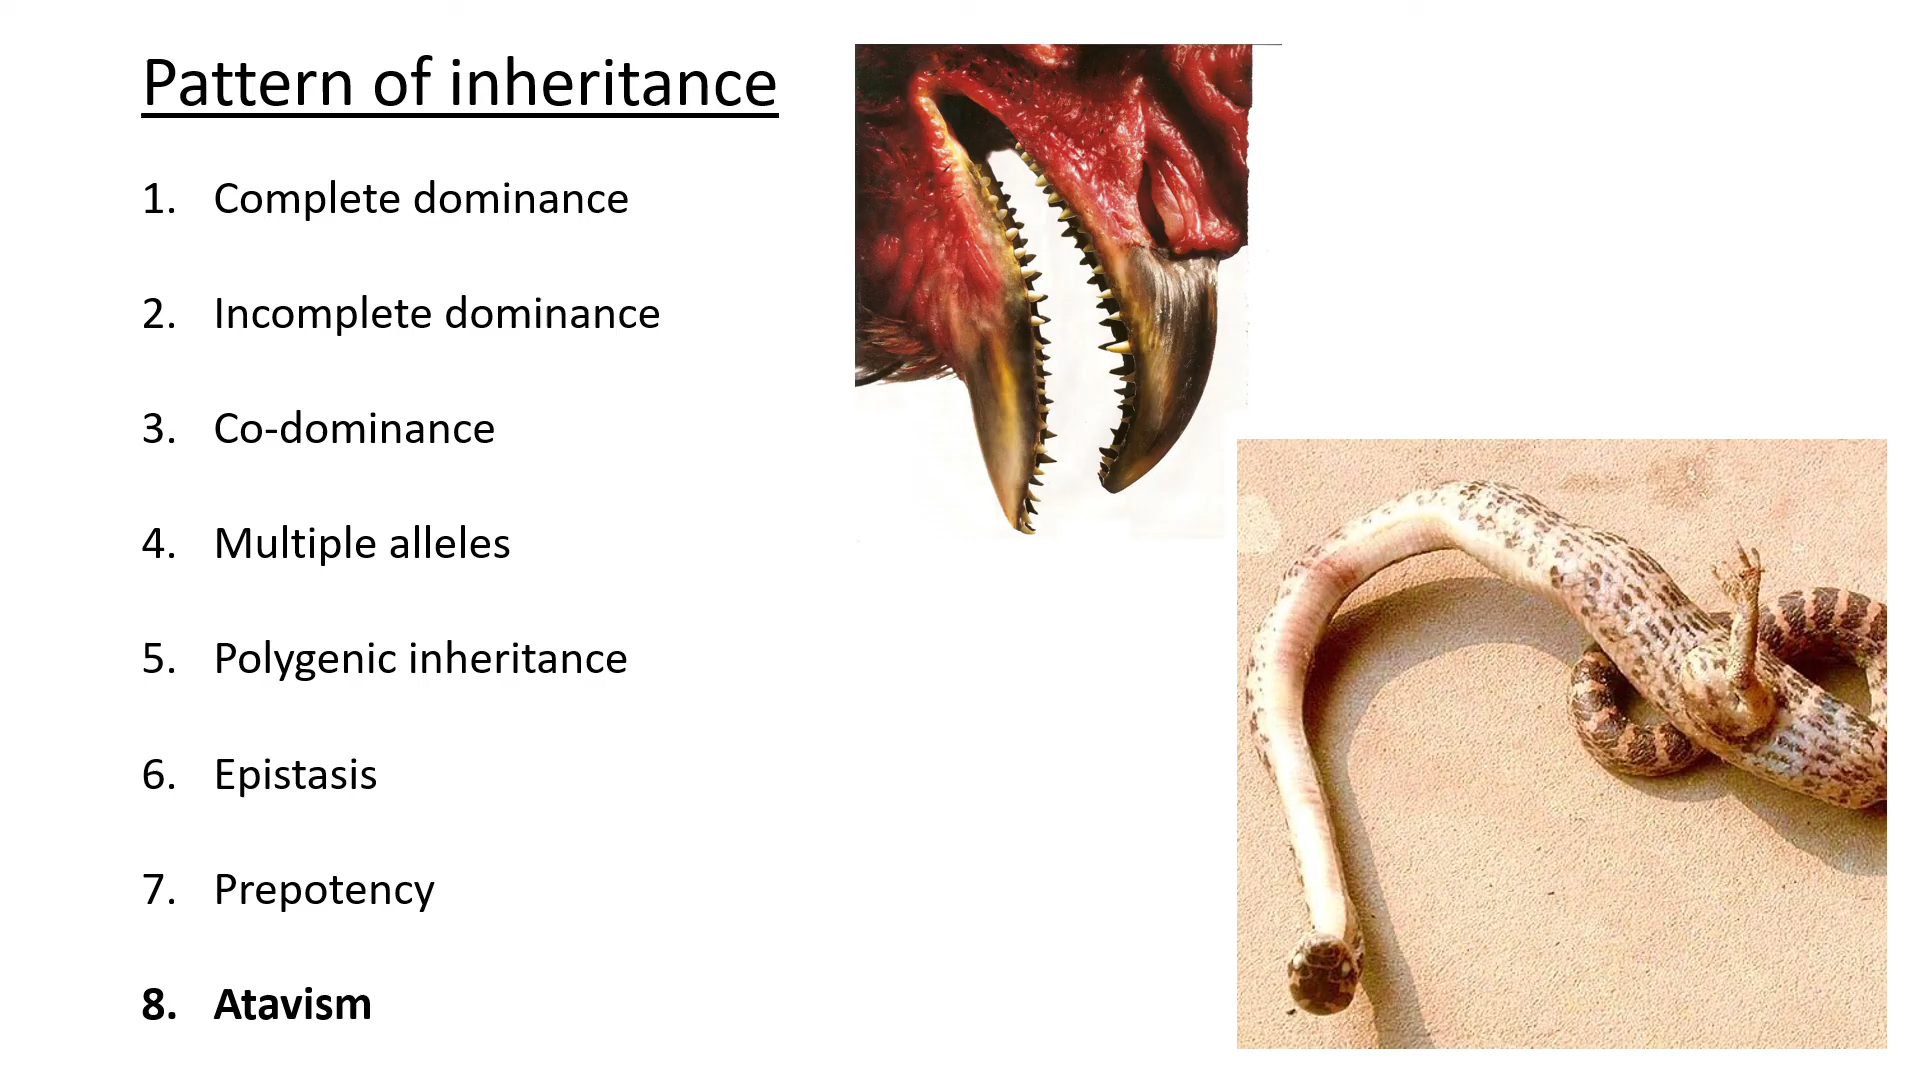 Pattern of inheritance
1. Complete dominance
2. Incomplete dominance
3. Co-dominance
4. Multiple alleles
5. Polygenic inheritance
6. Epistasis
7. Prepotency
8. Atavism